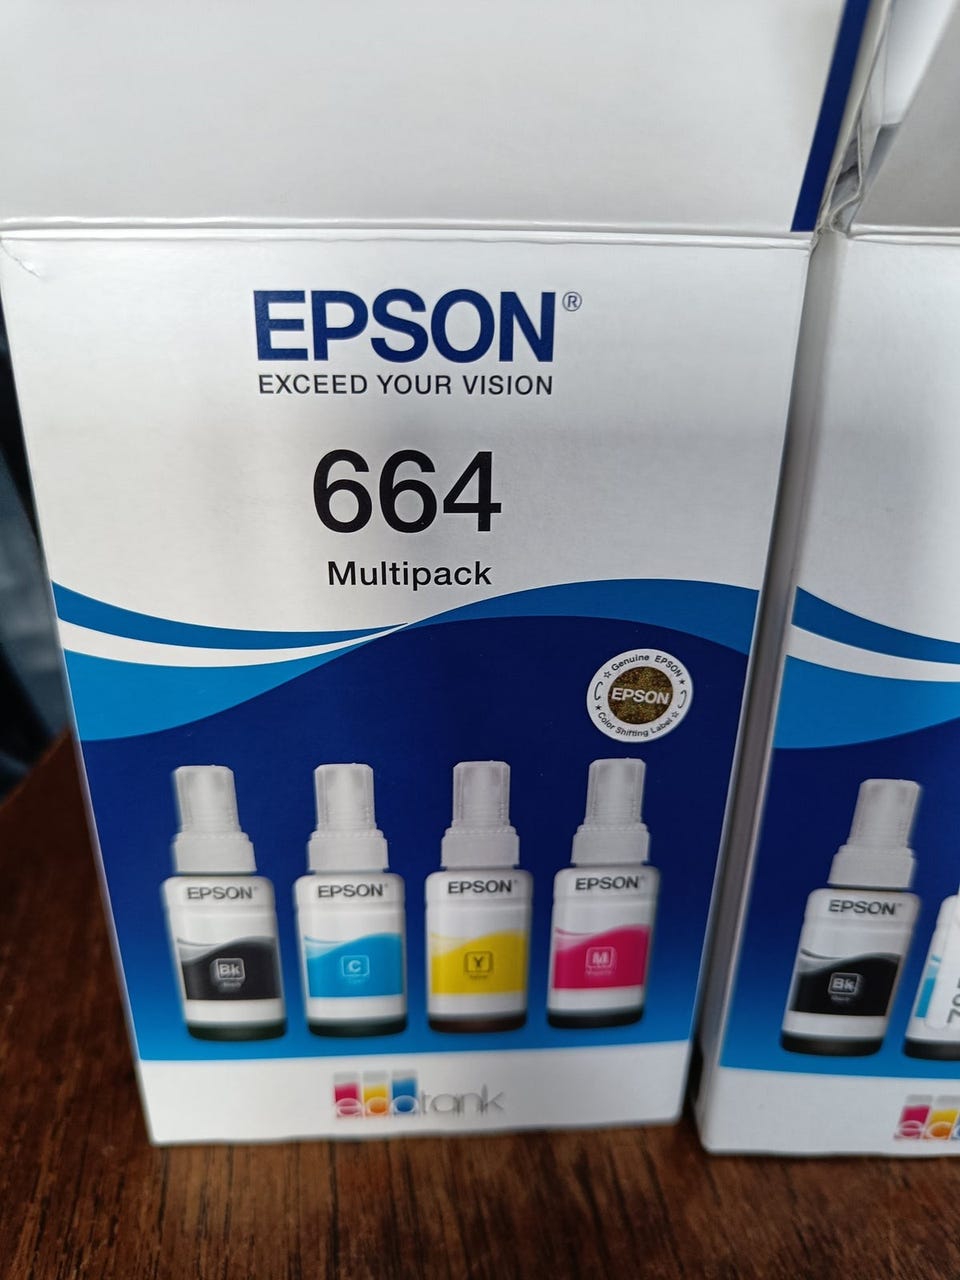 EPSON®
EXCEED YOUR VISION
664
Multipack
Genuine EPSON
EPSON
Color Shifting Label
EPSON EPSON EPSON EPSON
Bk C Y M
ecotank
EPSON
Bk